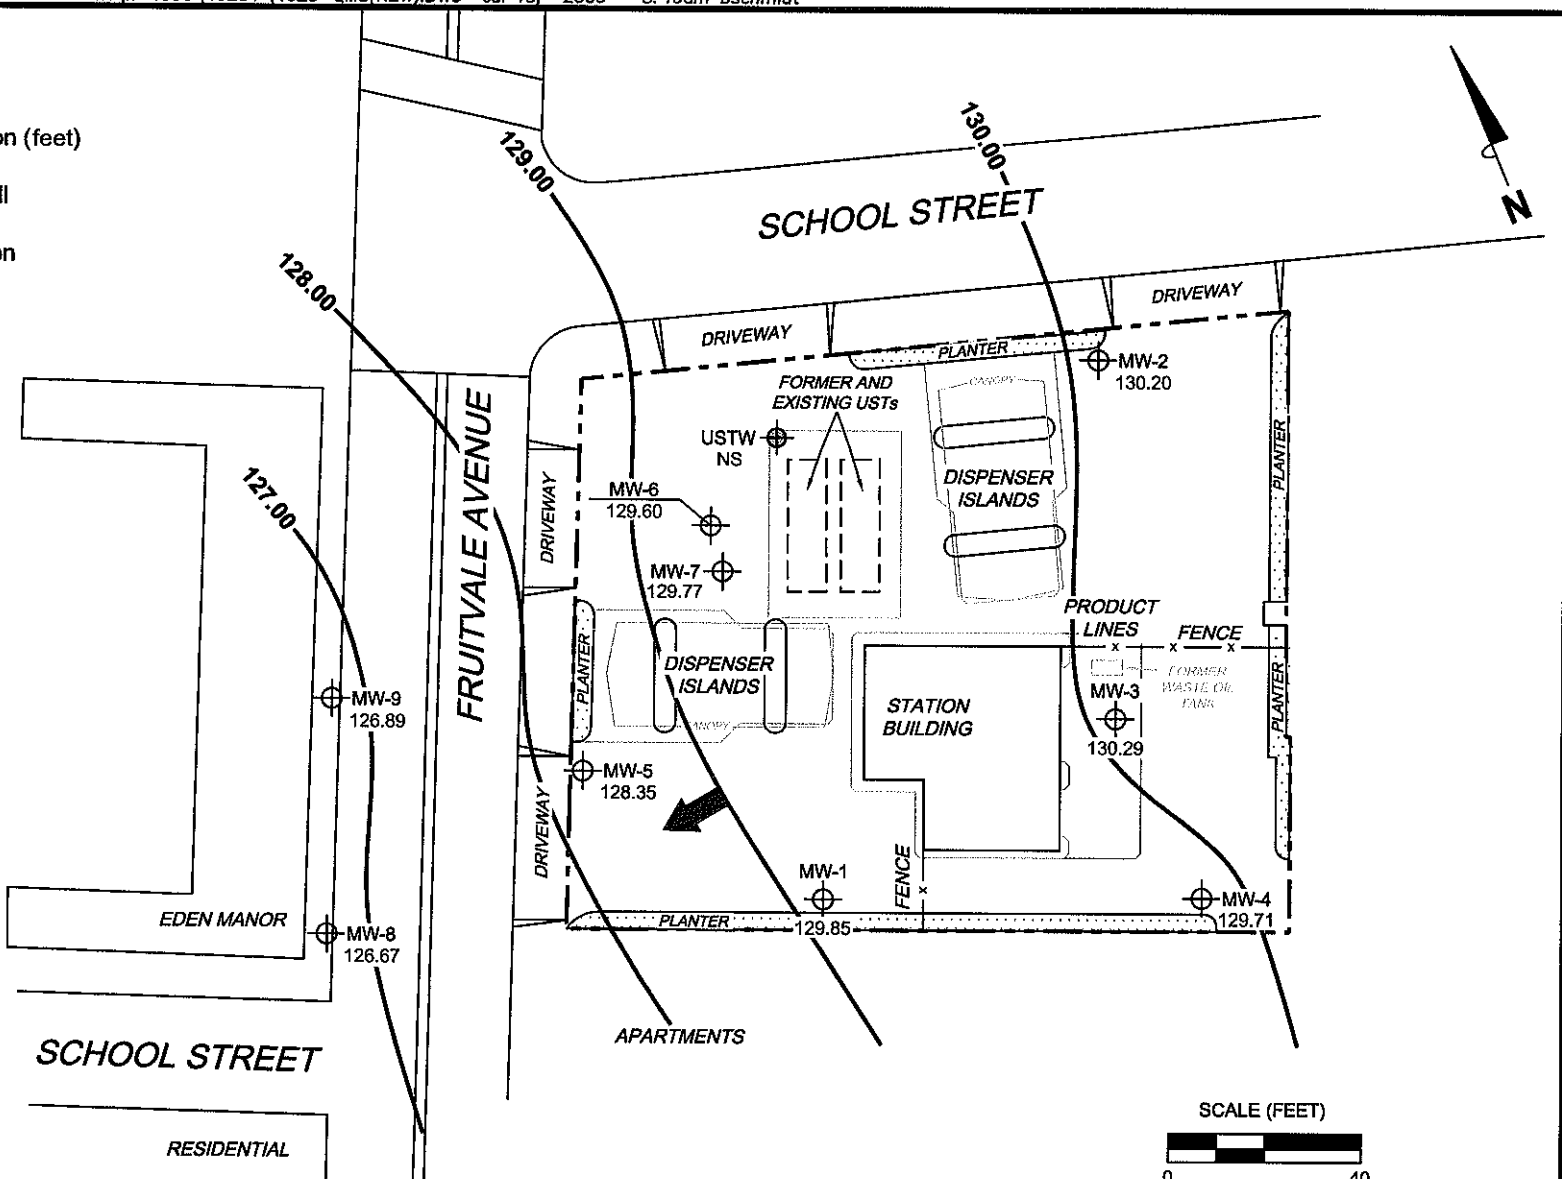 on (feet)
ll
on
129.00
130.00
SCHOOL STREET
N
128.00
DRIVEWAY
DRIVEWAY
PLANTER
MW-2
130.20
FORMER AND
EXISTING USTs
CANOPY
FRUITVALE AVENUE
USTW
NS
PLANTER
127.00
MW-6
129.60
DRIVEWAY
DISPENSER
ISLANDS
MW-7
129.77
PRODUCT
LINES
FENCE
PLANTER
DISPENSER
ISLANDS
CANOPY
FORMER
WASTE OIL
TANK
PLANTER
MW-3
130.29
MW-9
126.89
STATION
BUILDING
MW-5
128.35
DRIVEWAY
MW-1
129.85
FENCE
MW-4
129.71
EDEN MANOR
PLANTER
MW-8
126.67
APARTMENTS
SCHOOL STREET
SCALE (FEET)
0
40
RESIDENTIAL